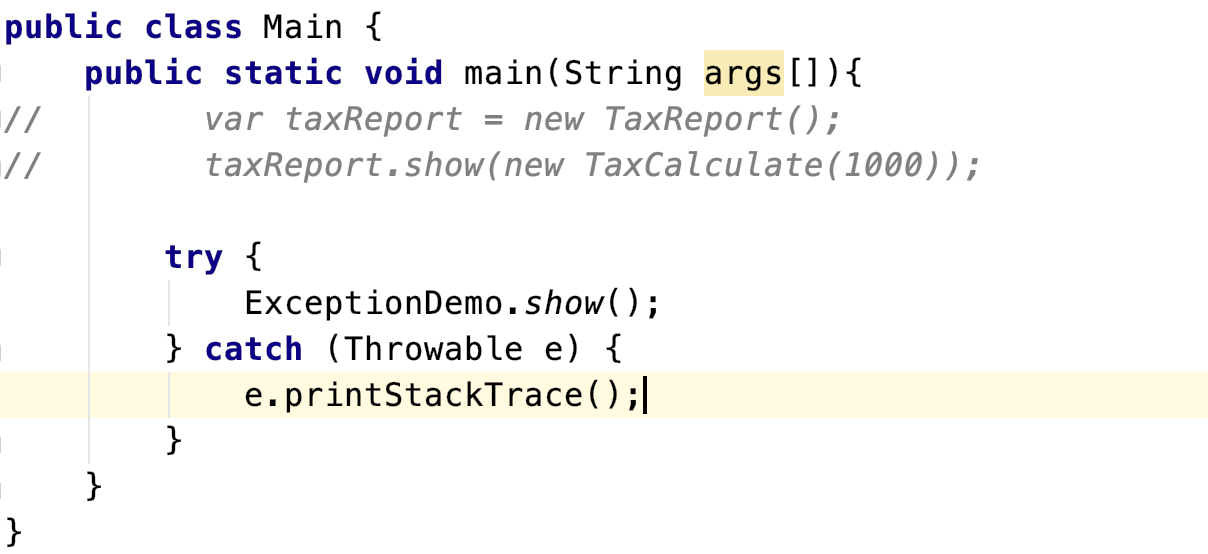 public class Main {
    public static void main(String args[]){
//        var taxReport = new TaxReport();
//        taxReport.show(new TaxCalculate(1000));
        try {
            ExceptionDemo.show();
        } catch (Throwable e) {
            e.printStackTrace();
        }
    }
}